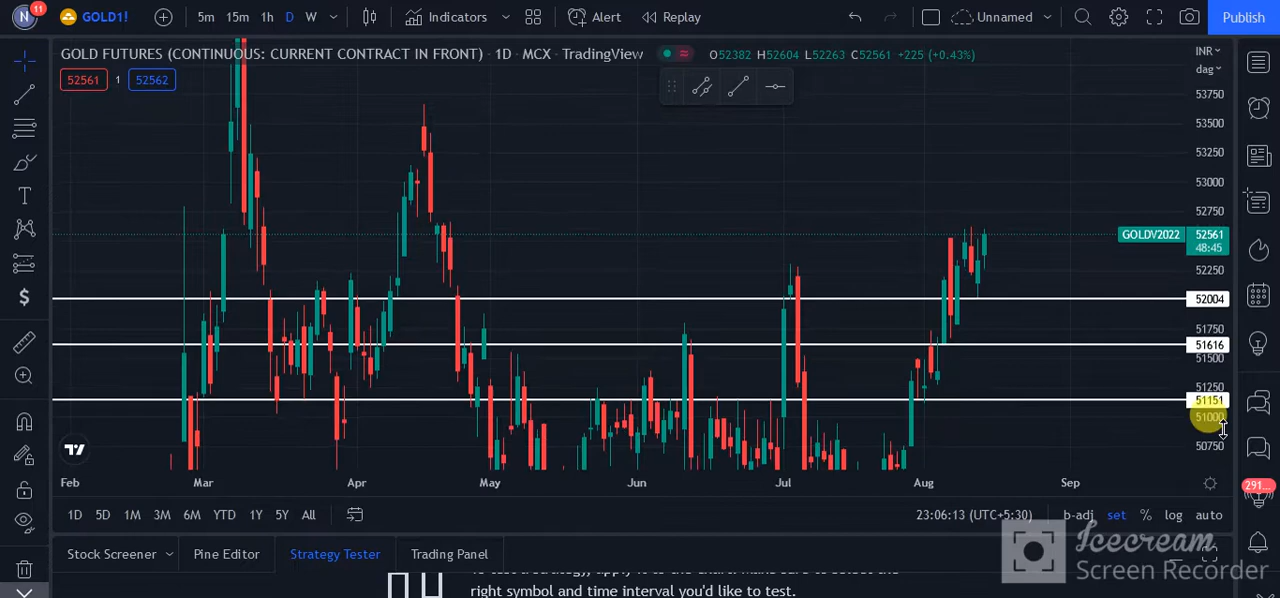 N 11 GOLD1! 5m 15m 1h D W Indicators Alert Replay Unnamed Publish
GOLD FUTURES (CONTINUOUS: CURRENT CONTRACT IN FRONT) · 1D · MCX · TradingView O52382 H52604 L52263 C52561 +225 (+0.43%)
INR
dag
52561 1 52562
53750
53500
53250
53000
52750
GOLDV2022 52561
48:45
52250
52004
51750
51616
51500
51250
51151
51000
50750
Feb Mar Apr May Jun Jul Aug Sep
291...
1D 5D 1M 3M 6M YTD 1Y 5Y All 23:06:13 (UTC+5:30) b-adj set % log auto
Stock Screener Pine Editor Strategy Tester Trading Panel
Icecream
Screen Recorder
right symbol and time interval you'd like to test.